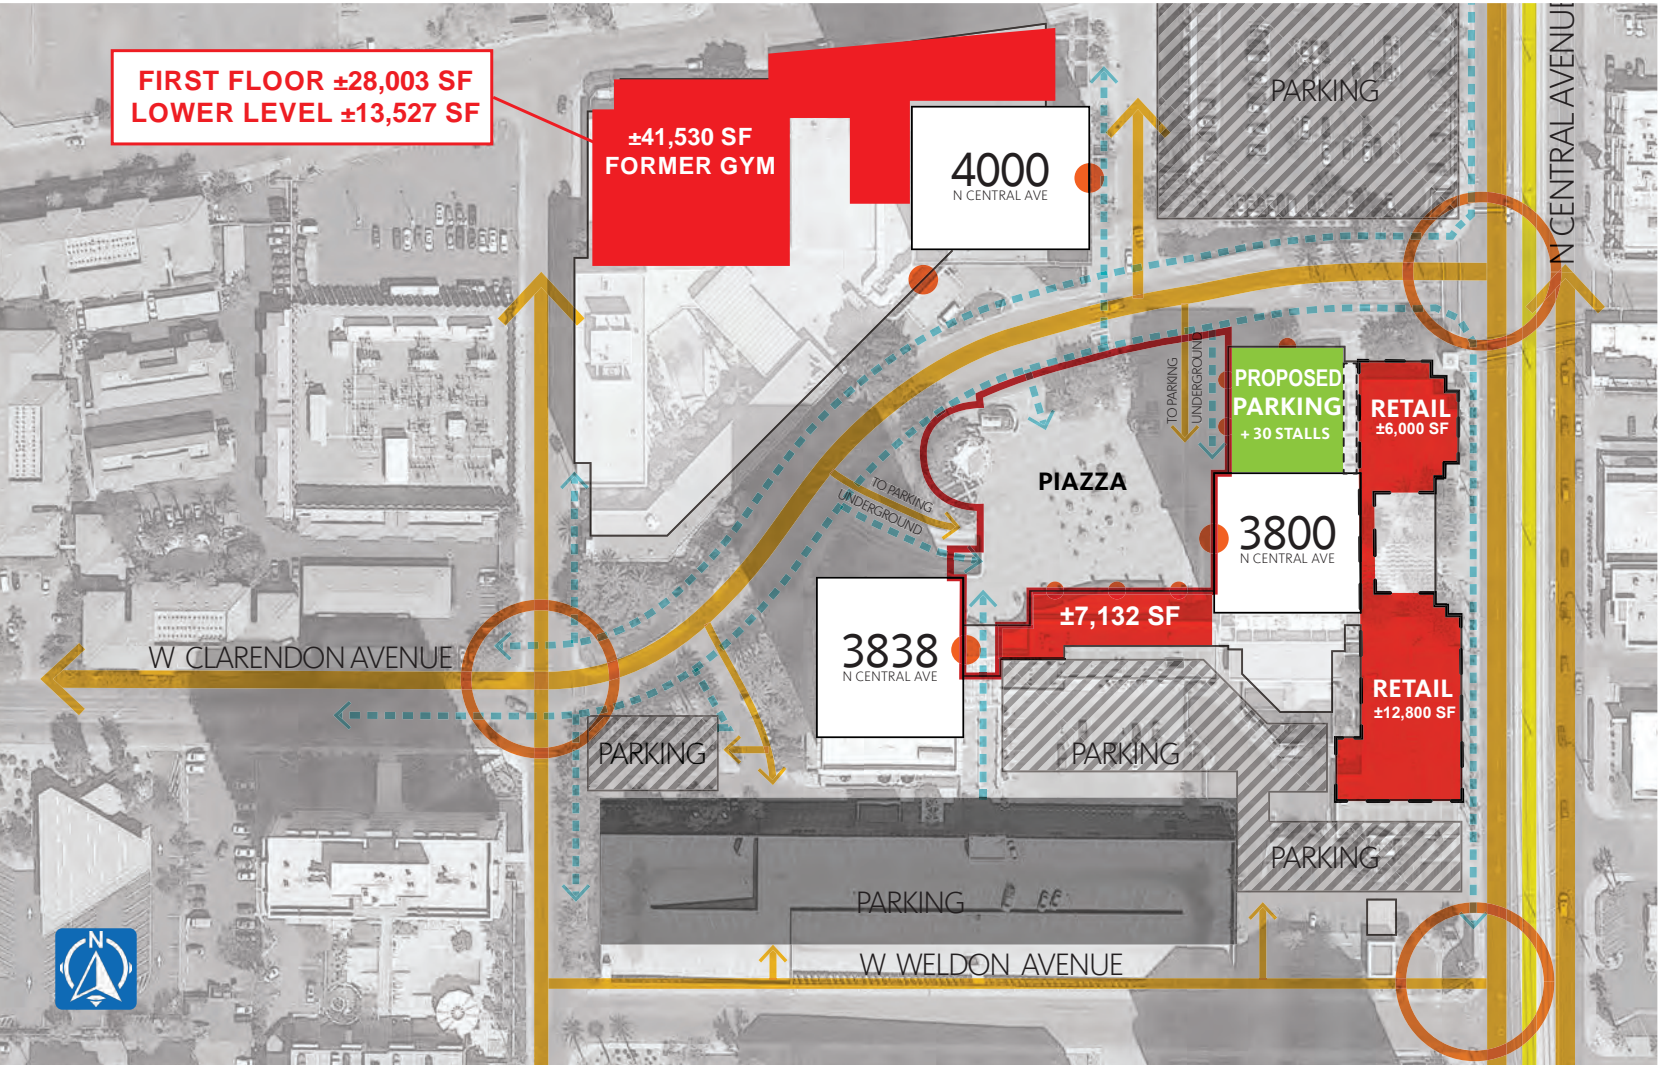 FIRST FLOOR ±28,003 SF
LOWER LEVEL ±13,527 SF
±41,530 SF
FORMER GYM
4000
N CENTRAL AVE
PARKING
N CENTRAL AVENUE
TO PARKING
UNDERGROUND
PROPOSED
PARKING
+ 30 STALLS
RETAIL
±6,000 SF
PIAZZA
TO PARKING
UNDERGROUND
3800
N CENTRAL AVE
±7,132 SF
3838
N CENTRAL AVE
W CLARENDON AVENUE
RETAIL
±12,800 SF
PARKING
PARKING
PARKING
PARKING
W WELDON AVENUE
N